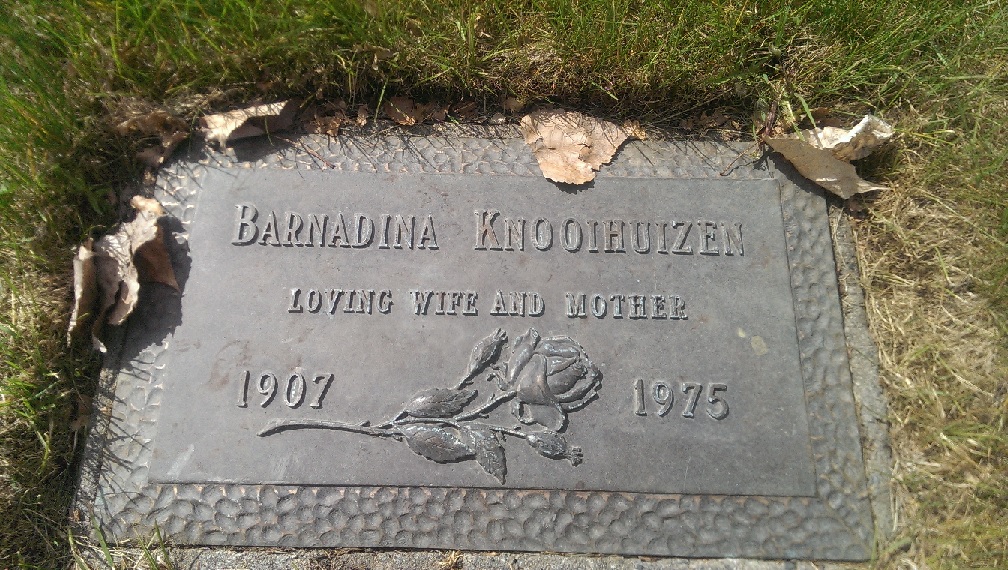 BARNADINA KNOOIHUIZEN
LOVING WIFE AND MOTHER
1907 1975